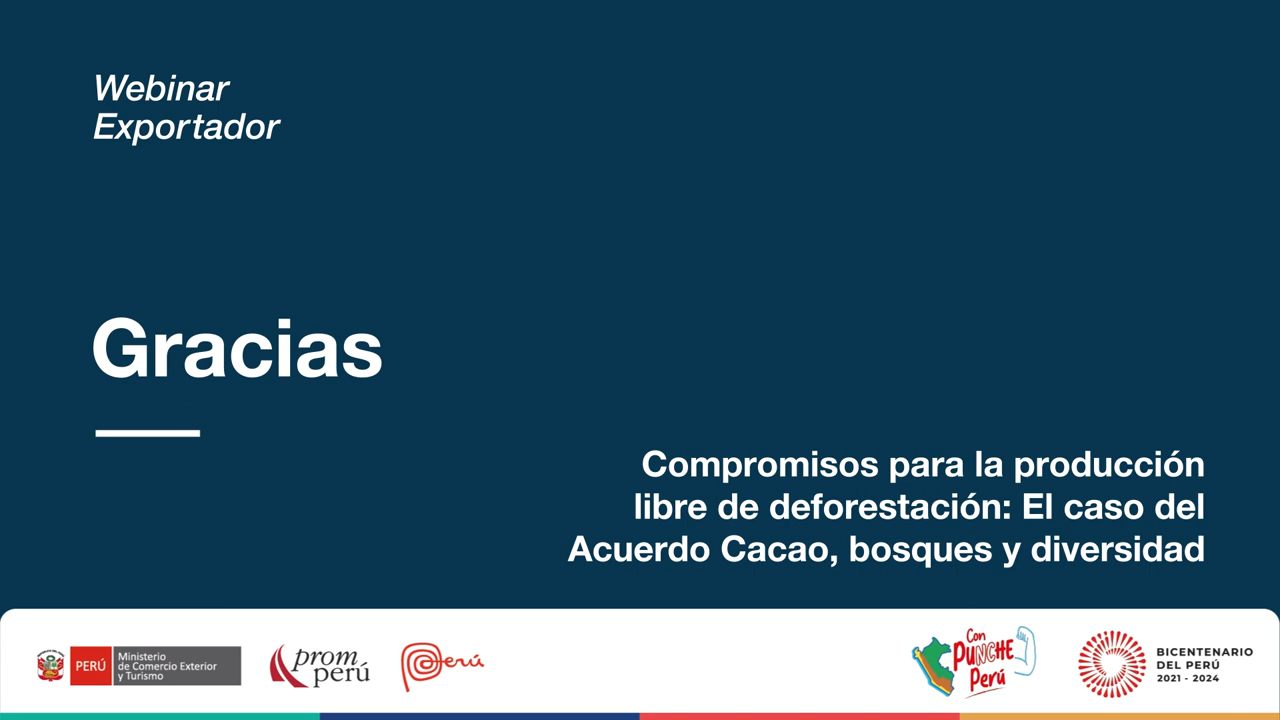 Webinar
Exportador
Gracias
Compromisos para la producción
libre de deforestación: El caso del
Acuerdo Cacao, bosques y diversidad
PERÚ
Ministerio
de Comercio Exterior
y Turismo
prom
perú
Perú
Con
PUNCHE
Perú
BICENTENARIO
DEL PERÚ
2021 - 2024